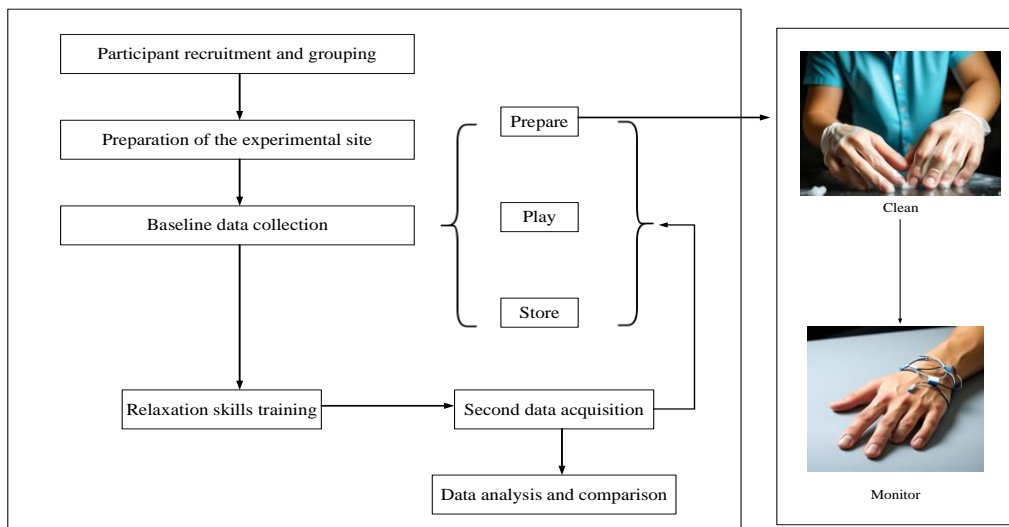 Participant recruitment and grouping
Preparation of the experimental site
Baseline data collection
Relaxation skills training
Second data acquisition
Data analysis and comparison
Prepare
Play
Store
Clean
Monitor